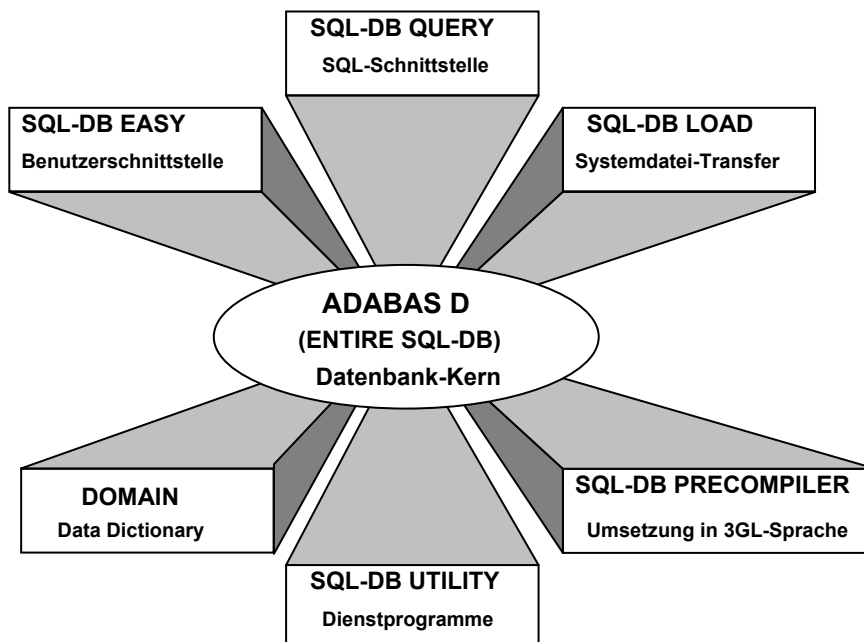 SQL-DB QUERY
SQL-Schnittstelle
SQL-DB EASY
Benutzerschnittstelle
SQL-DB LOAD
Systemdatei-Transfer
ADABAS D
(ENTIRE SQL-DB)
Datenbank-Kern
DOMAIN
Data Dictionary
SQL-DB PRECOMPILER
Umsetzung in 3GL-Sprache
SQL-DB UTILITY
Dienstprogramme